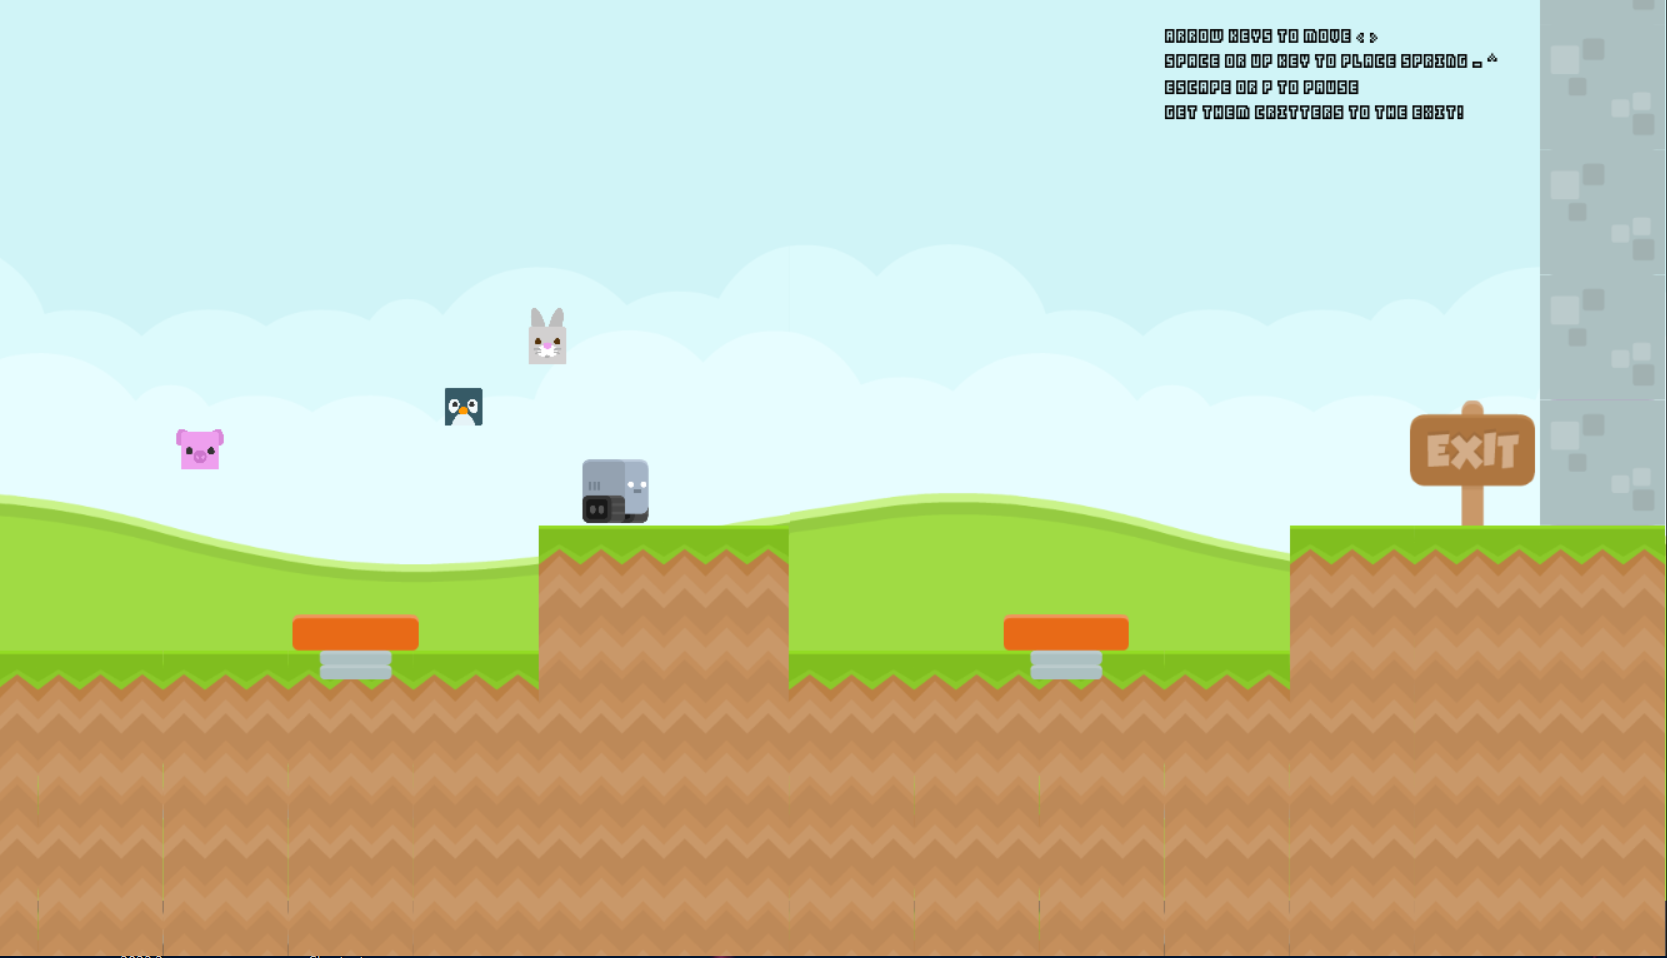 ARROW KEYS TO MOVE < >
SPACE OR UP KEY TO PLACE SPRING - ^
ESCAPE OR P TO PAUSE
GET THEM CRITTERS TO THE EXIT!
EXIT